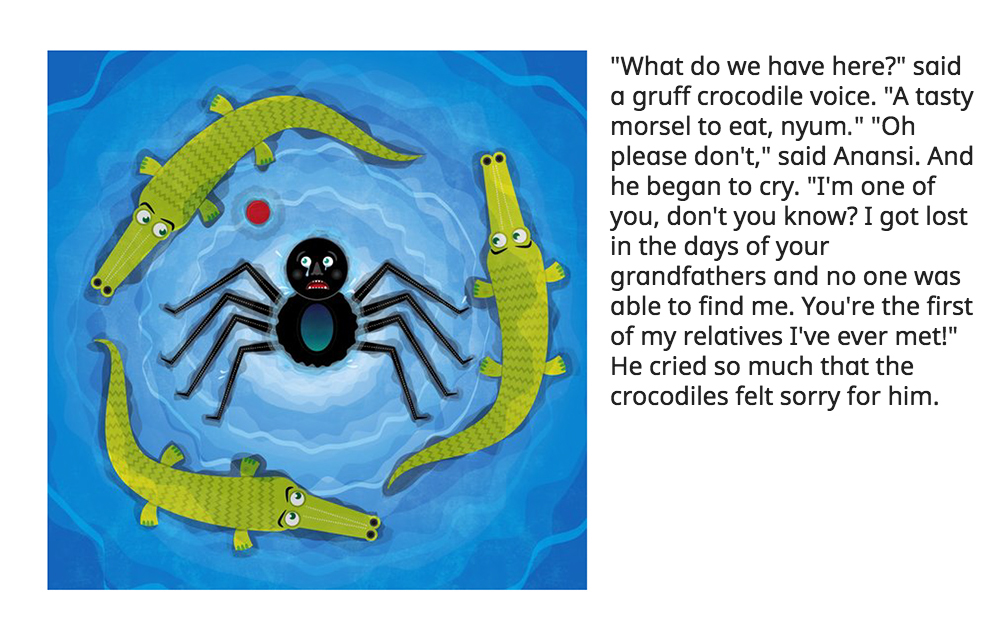 "What do we have here?" said
a gruff crocodile voice. "A tasty
morsel to eat, nyum." "Oh
please don't," said Anansi. And
he began to cry. "I'm one of
you, don't you know? I got lost
in the days of your
grandfathers and no one was
able to find me. You're the first
of my relatives I've ever met!"
He cried so much that the
crocodiles felt sorry for him.